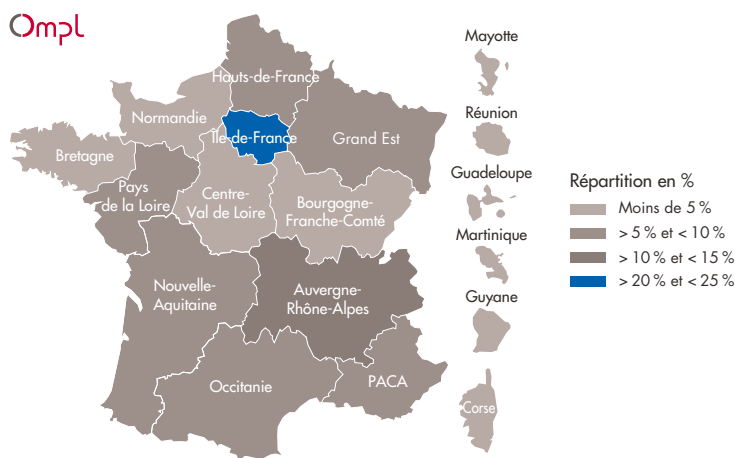 Ompl
Hauts-de-France
Normandie
Île-de-France
Grand Est
Bretagne
Pays
de la Loire
Centre-
Val de Loire
Bourgogne-
Franche-Comté
Nouvelle-
Aquitaine
Auvergne-
Rhône-Alpes
Occitanie
PACA
Mayotte
Réunion
Guadeloupe
Martinique
Guyane
Corse
Répartition en %
Moins de 5 %
> 5 % et < 10 %
> 10 % et < 15 %
> 20 % et < 25 %